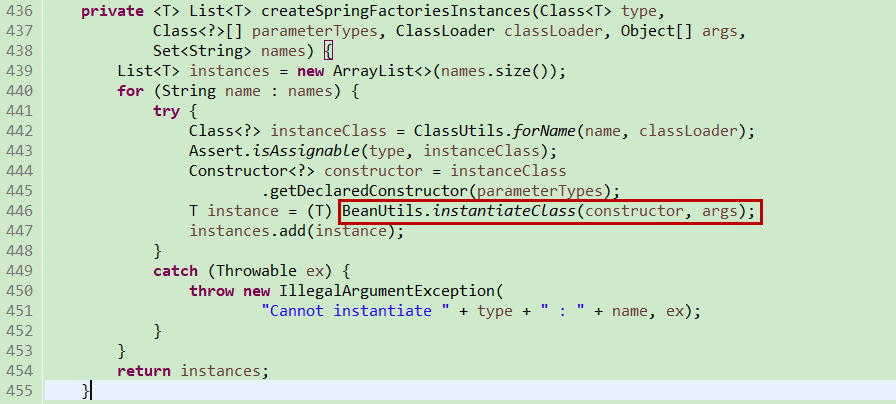 436 private <T> List<T> createSpringFactoriesInstances(Class<T> type,
437 Class<?>[] parameterTypes, ClassLoader classLoader, Object[] args,
438 Set<String> names) {
439 List<T> instances = new ArrayList<>(names.size());
440 for (String name : names) {
441 try {
442 Class<?> instanceClass = ClassUtils.forName(name, classLoader);
443 Assert.isAssignable(type, instanceClass);
444 Constructor<?> constructor = instanceClass
445 .getDeclaredConstructor(parameterTypes);
446 T instance = (T) BeanUtils.instantiateClass(constructor, args);
447 instances.add(instance);
448 }
449 catch (Throwable ex) {
450 throw new IllegalArgumentException(
451 "Cannot instantiate " + type + " : " + name, ex);
452 }
453 }
454 return instances;
455 }